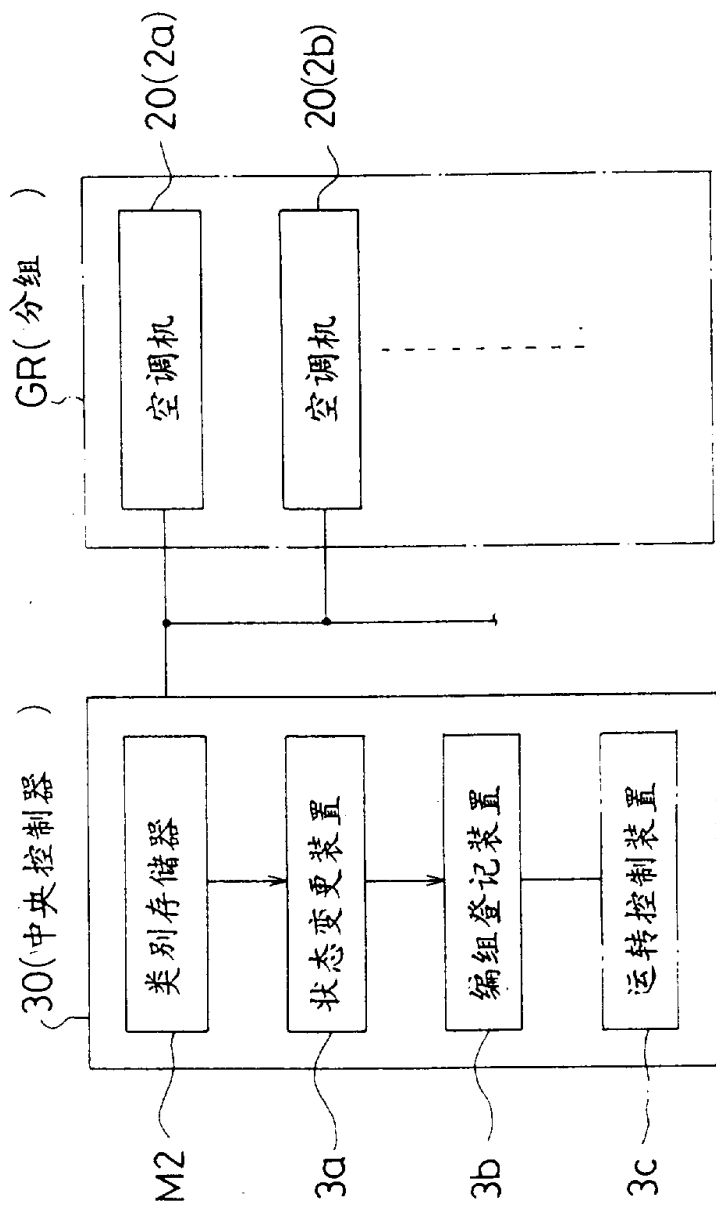 30(中央控制器)
类别存储器
状态变更装置
编组登记装置
运转控制装置
M2
3a
3b
3c
GR(分组)
空调机
空调机
20(2a)
20(2b)